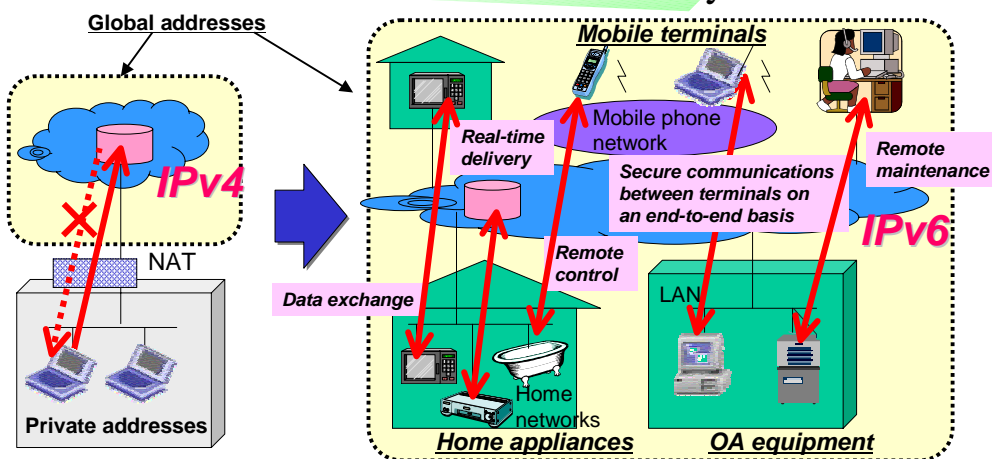 Global addresses
IPv4
NAT
Private addresses
Mobile terminals
Mobile phone
network
Real-time
delivery
Secure communications
between terminals on
an end-to-end basis
Remote
maintenance
IPv6
Data exchange
Remote
control
LAN
Home
networks
Home appliances
OA equipment